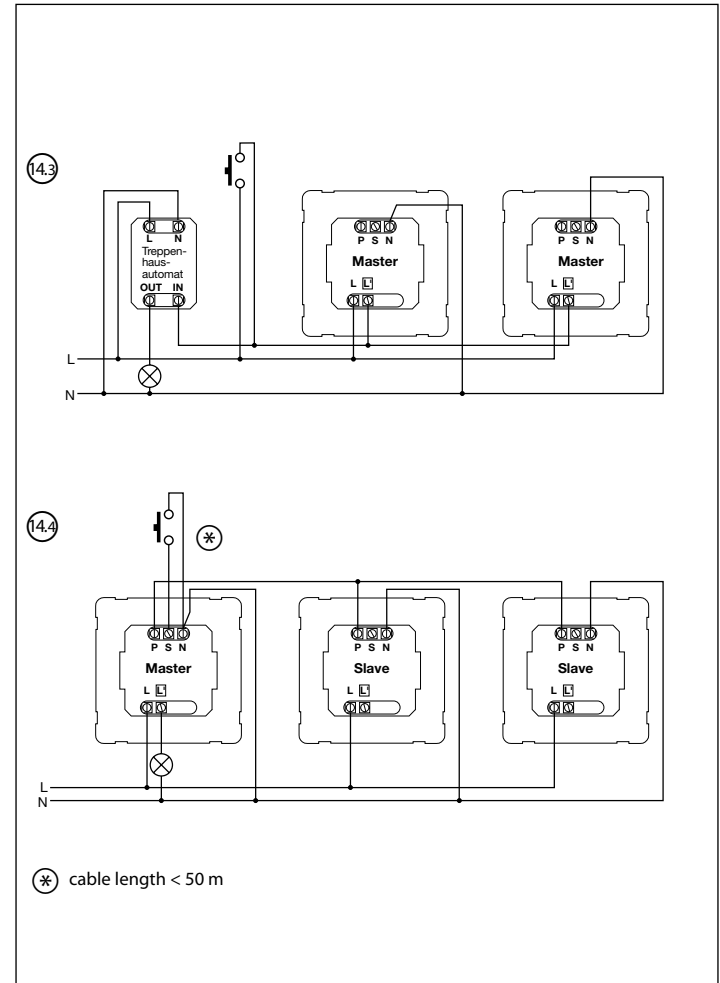 14.3
L N
Treppen-
haus-
automat
OUT IN
P S N
Master
L L'
P S N
Master
L L'
L
N
14.4
*
P S N
Master
L L'
P S N
Slave
L L'
P S N
Slave
L L'
L
N
* cable length < 50 m